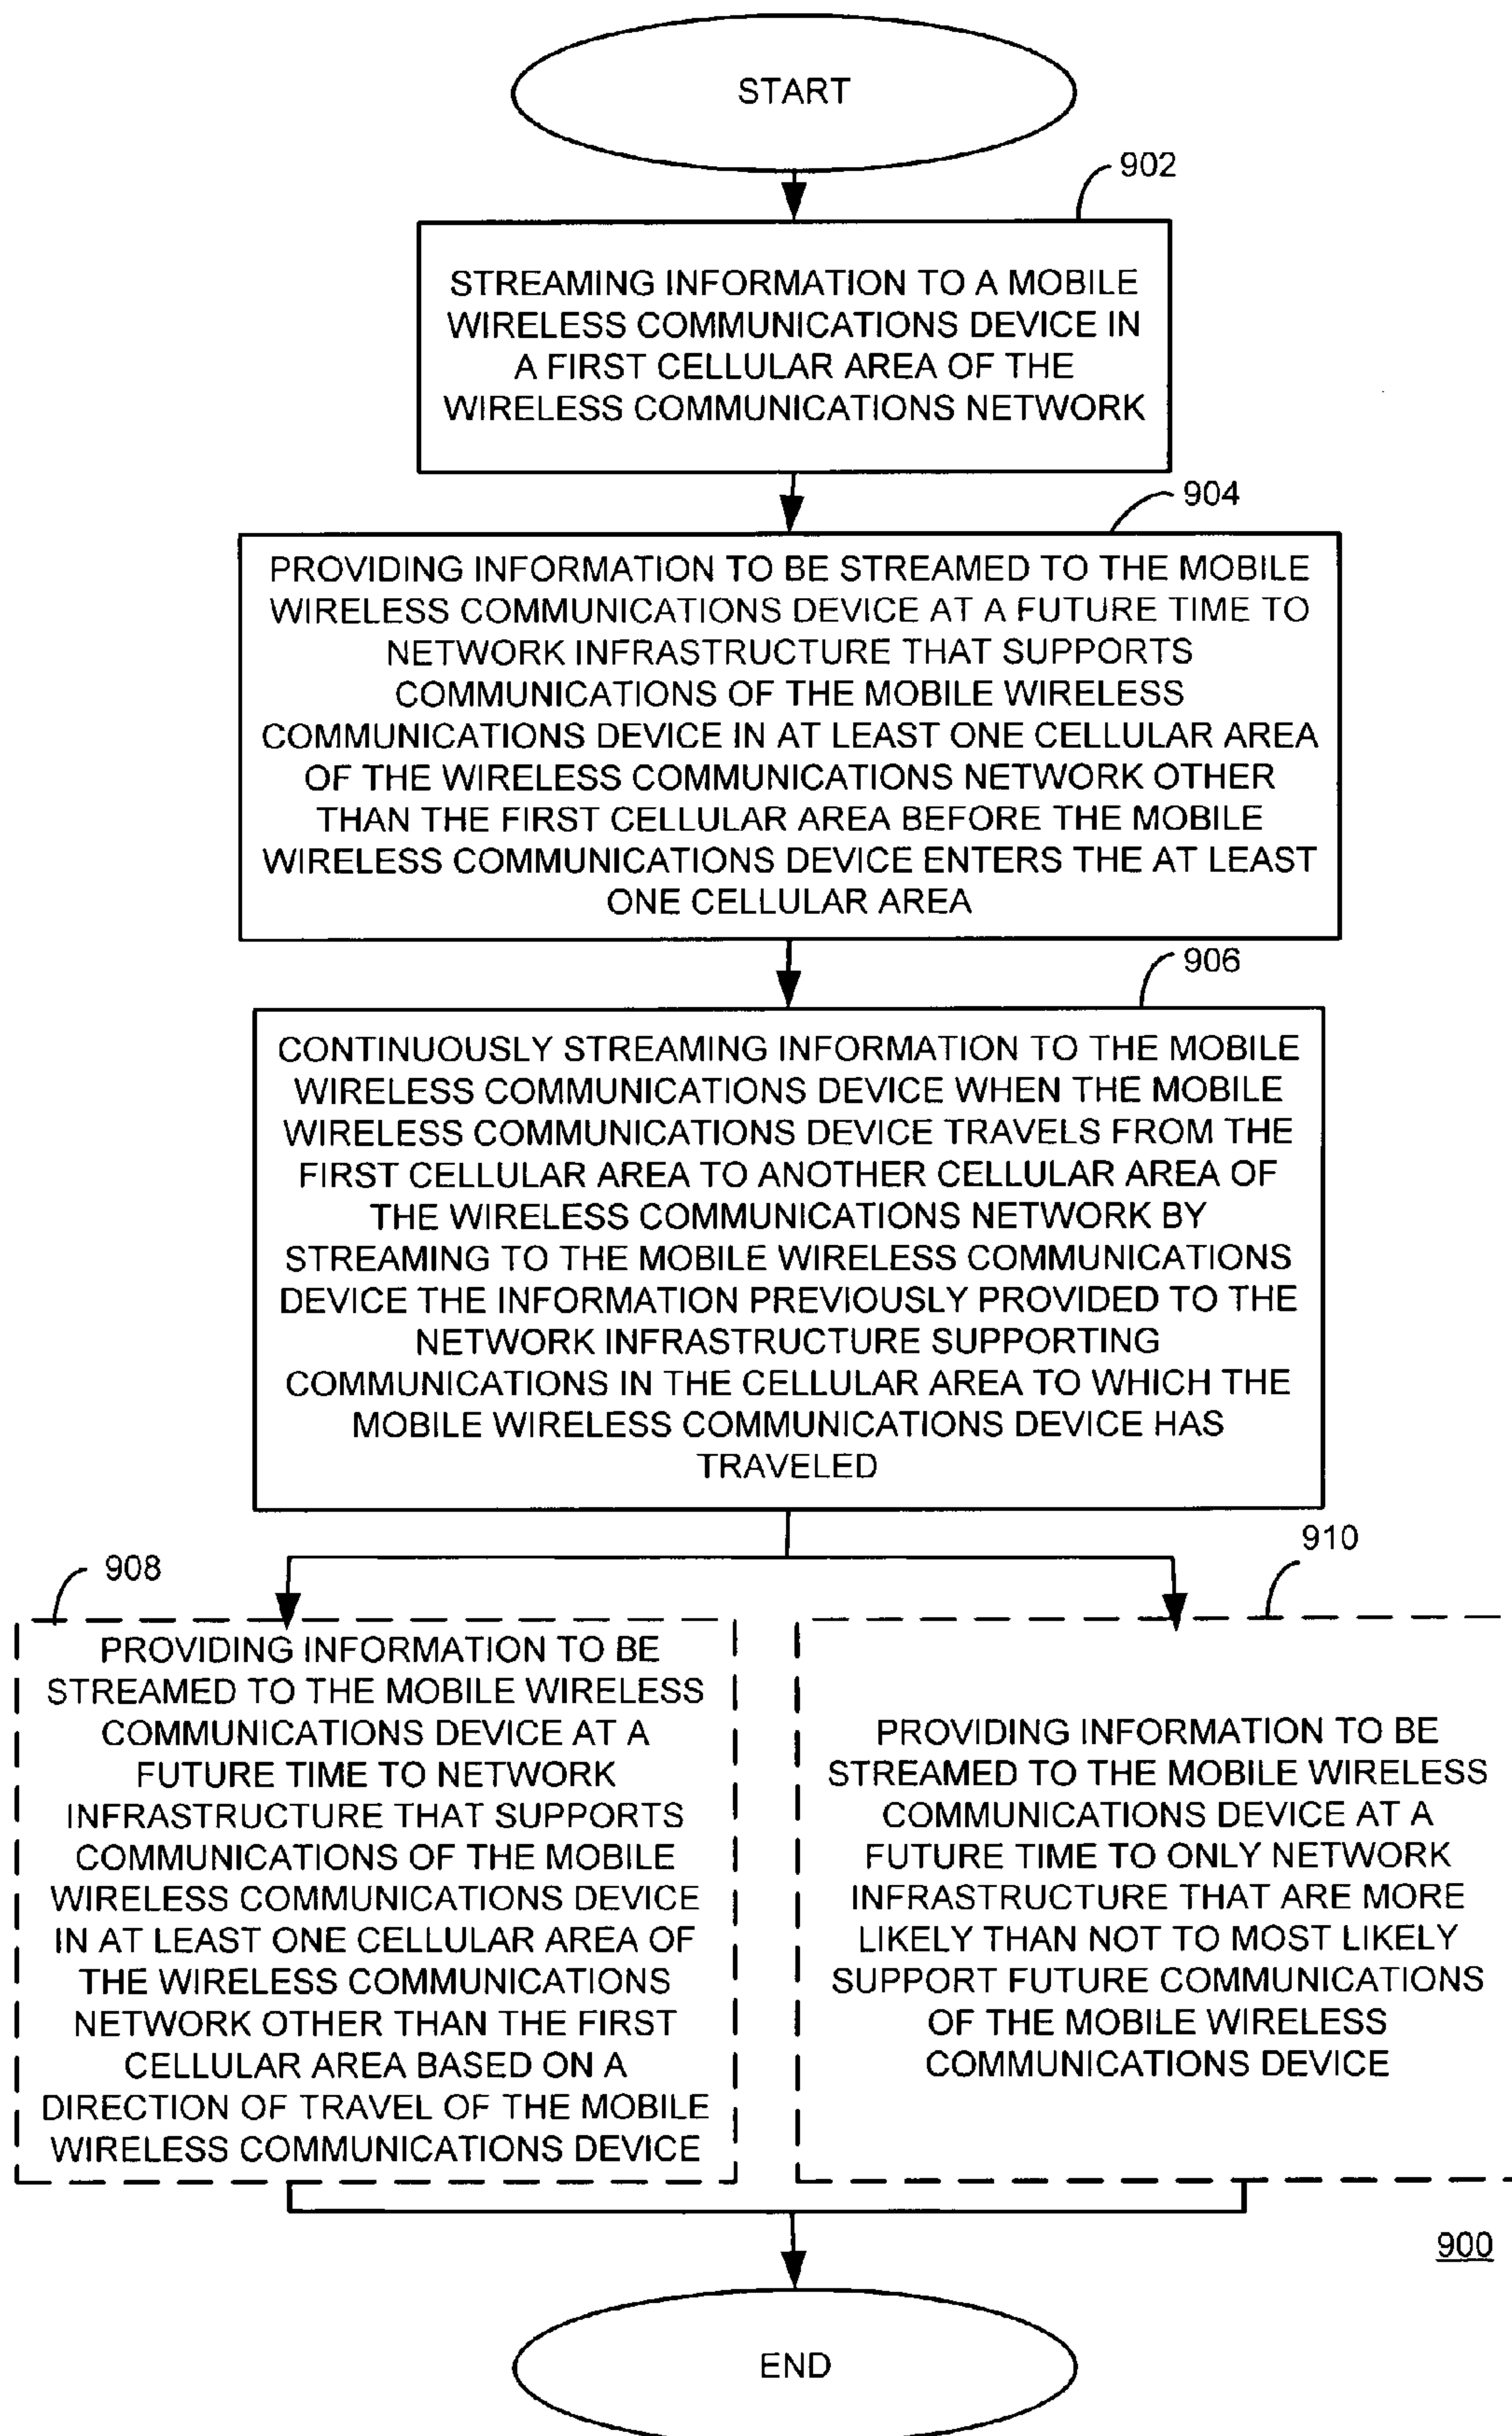 START
902
STREAMING INFORMATION TO A MOBILE
WIRELESS COMMUNICATIONS DEVICE IN
A FIRST CELLULAR AREA OF THE
WIRELESS COMMUNICATIONS NETWORK
904
PROVIDING INFORMATION TO BE STREAMED TO THE MOBILE
WIRELESS COMMUNICATIONS DEVICE AT A FUTURE TIME TO
NETWORK INFRASTRUCTURE THAT SUPPORTS
COMMUNICATIONS OF THE MOBILE WIRELESS
COMMUNICATIONS DEVICE IN AT LEAST ONE CELLULAR AREA
OF THE WIRELESS COMMUNICATIONS NETWORK OTHER
THAN THE FIRST CELLULAR AREA BEFORE THE MOBILE
WIRELESS COMMUNICATIONS DEVICE ENTERS THE AT LEAST
ONE CELLULAR AREA
906
CONTINUOUSLY STREAMING INFORMATION TO THE MOBILE
WIRELESS COMMUNICATIONS DEVICE WHEN THE MOBILE
WIRELESS COMMUNICATIONS DEVICE TRAVELS FROM THE
FIRST CELLULAR AREA TO ANOTHER CELLULAR AREA OF
THE WIRELESS COMMUNICATIONS NETWORK BY
STREAMING TO THE MOBILE WIRELESS COMMUNICATIONS
DEVICE THE INFORMATION PREVIOUSLY PROVIDED TO THE
NETWORK INFRASTRUCTURE SUPPORTING
COMMUNICATIONS IN THE CELLULAR AREA TO WHICH THE
MOBILE WIRELESS COMMUNICATIONS DEVICE HAS
TRAVELED
908
PROVIDING INFORMATION TO BE
STREAMED TO THE MOBILE WIRELESS
COMMUNICATIONS DEVICE AT A
FUTURE TIME TO NETWORK
INFRASTRUCTURE THAT SUPPORTS
COMMUNICATIONS OF THE MOBILE
WIRELESS COMMUNICATIONS DEVICE
IN AT LEAST ONE CELLULAR AREA OF
THE WIRELESS COMMUNICATIONS
NETWORK OTHER THAN THE FIRST
CELLULAR AREA BASED ON A
DIRECTION OF TRAVEL OF THE MOBILE
WIRELESS COMMUNICATIONS DEVICE
910
PROVIDING INFORMATION TO BE
STREAMED TO THE MOBILE WIRELESS
COMMUNICATIONS DEVICE AT A
FUTURE TIME TO ONLY NETWORK
INFRASTRUCTURE THAT ARE MORE
LIKELY THAN NOT TO MOST LIKELY
SUPPORT FUTURE COMMUNICATIONS
OF THE MOBILE WIRELESS
COMMUNICATIONS DEVICE
900
END